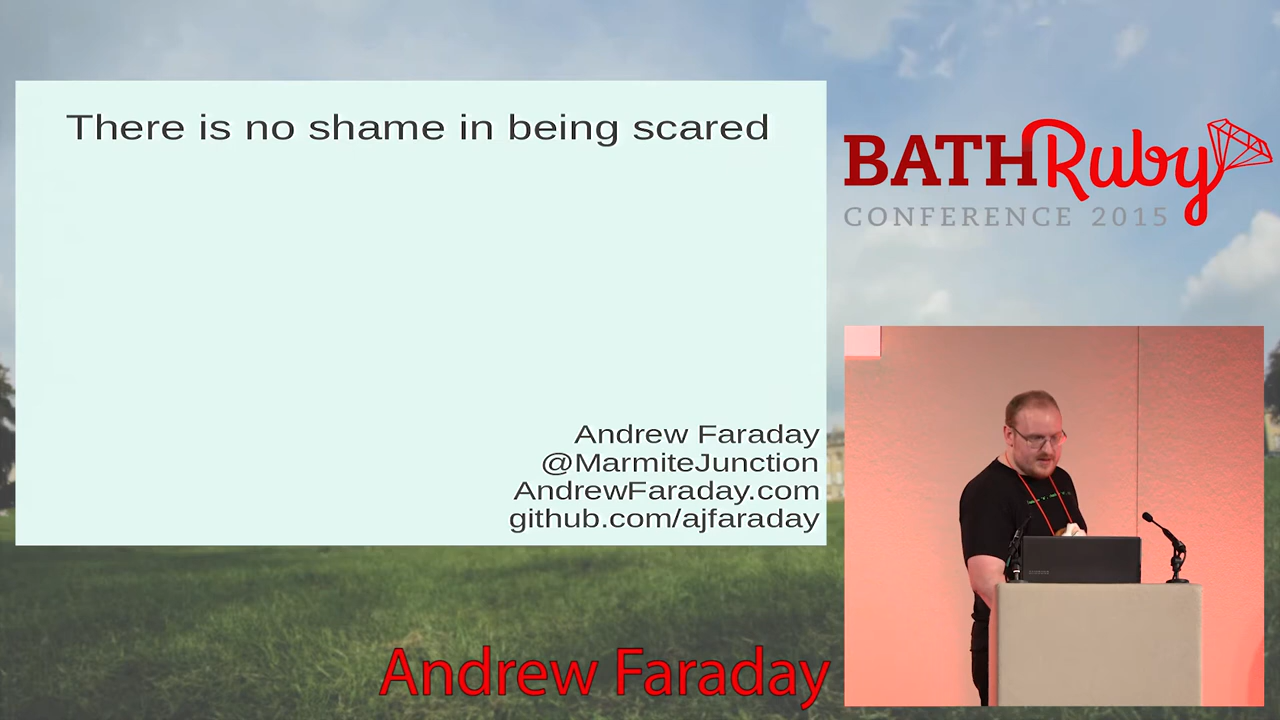 There is no shame in being scared
Andrew Faraday
@MarmiteJunction
AndrewFaraday.com
github.com/ajfaraday
BATHRuby
CONFERENCE 2015
Andrew Faraday